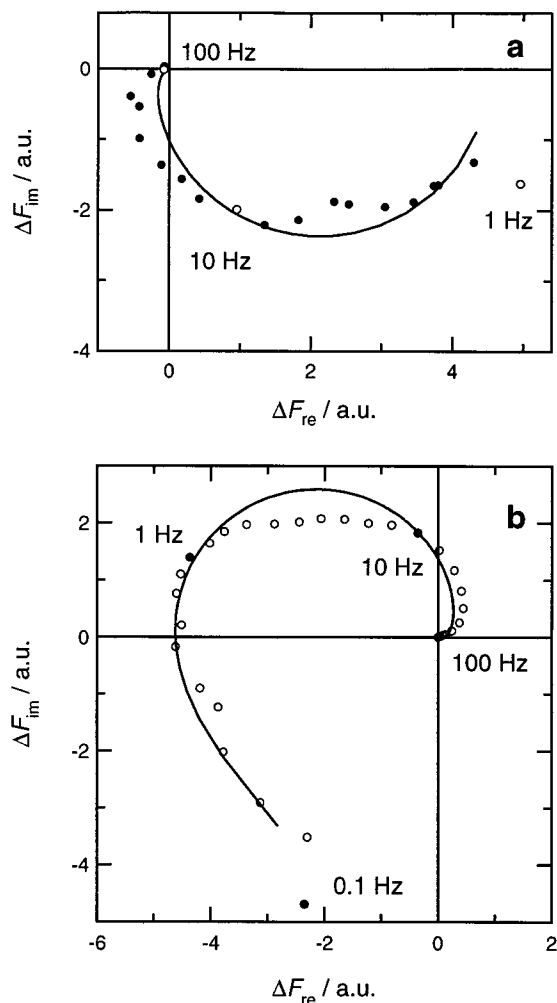 a
100 Hz
0
-2
-4
10 Hz
1 Hz
ΔF_im / a.u.
0
2
4
ΔF_re / a.u.
b
2
0
-2
-4
1 Hz
10 Hz
100 Hz
0.1 Hz
ΔF_im / a.u.
-6
-4
-2
0
2
ΔF_re / a.u.